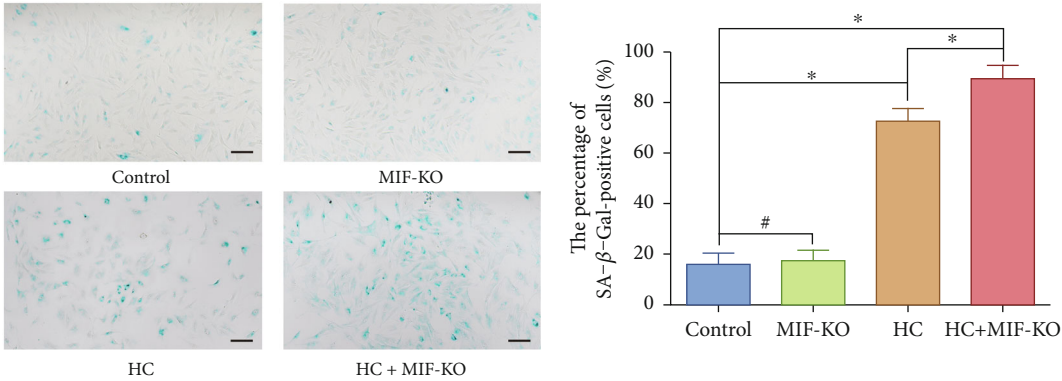 Control
MIF-KO
HC
HC + MIF-KO
The percentage of
SA-β-Gal-positive cells (%)
100
80
60
40
20
0
*
*
*
#
Control
MIF-KO
HC
HC+MIF-KO